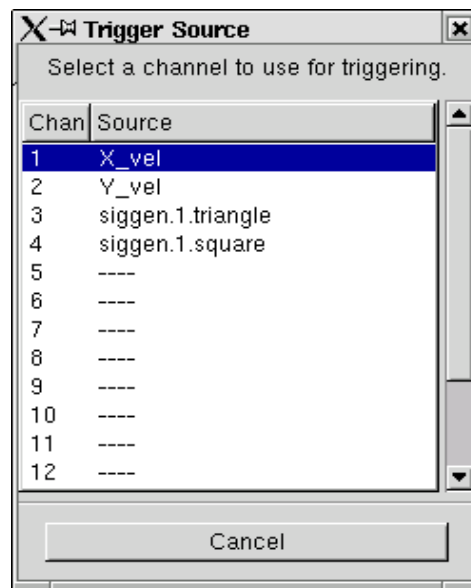 Trigger Source
Select a channel to use for triggering.
Chan Source
1 X_vel
2 Y_vel
3 siggen.1.triangle
4 siggen.1.square
5 ----
6 ----
7 ----
8 ----
9 ----
10 ----
11 ----
12 ----
Cancel